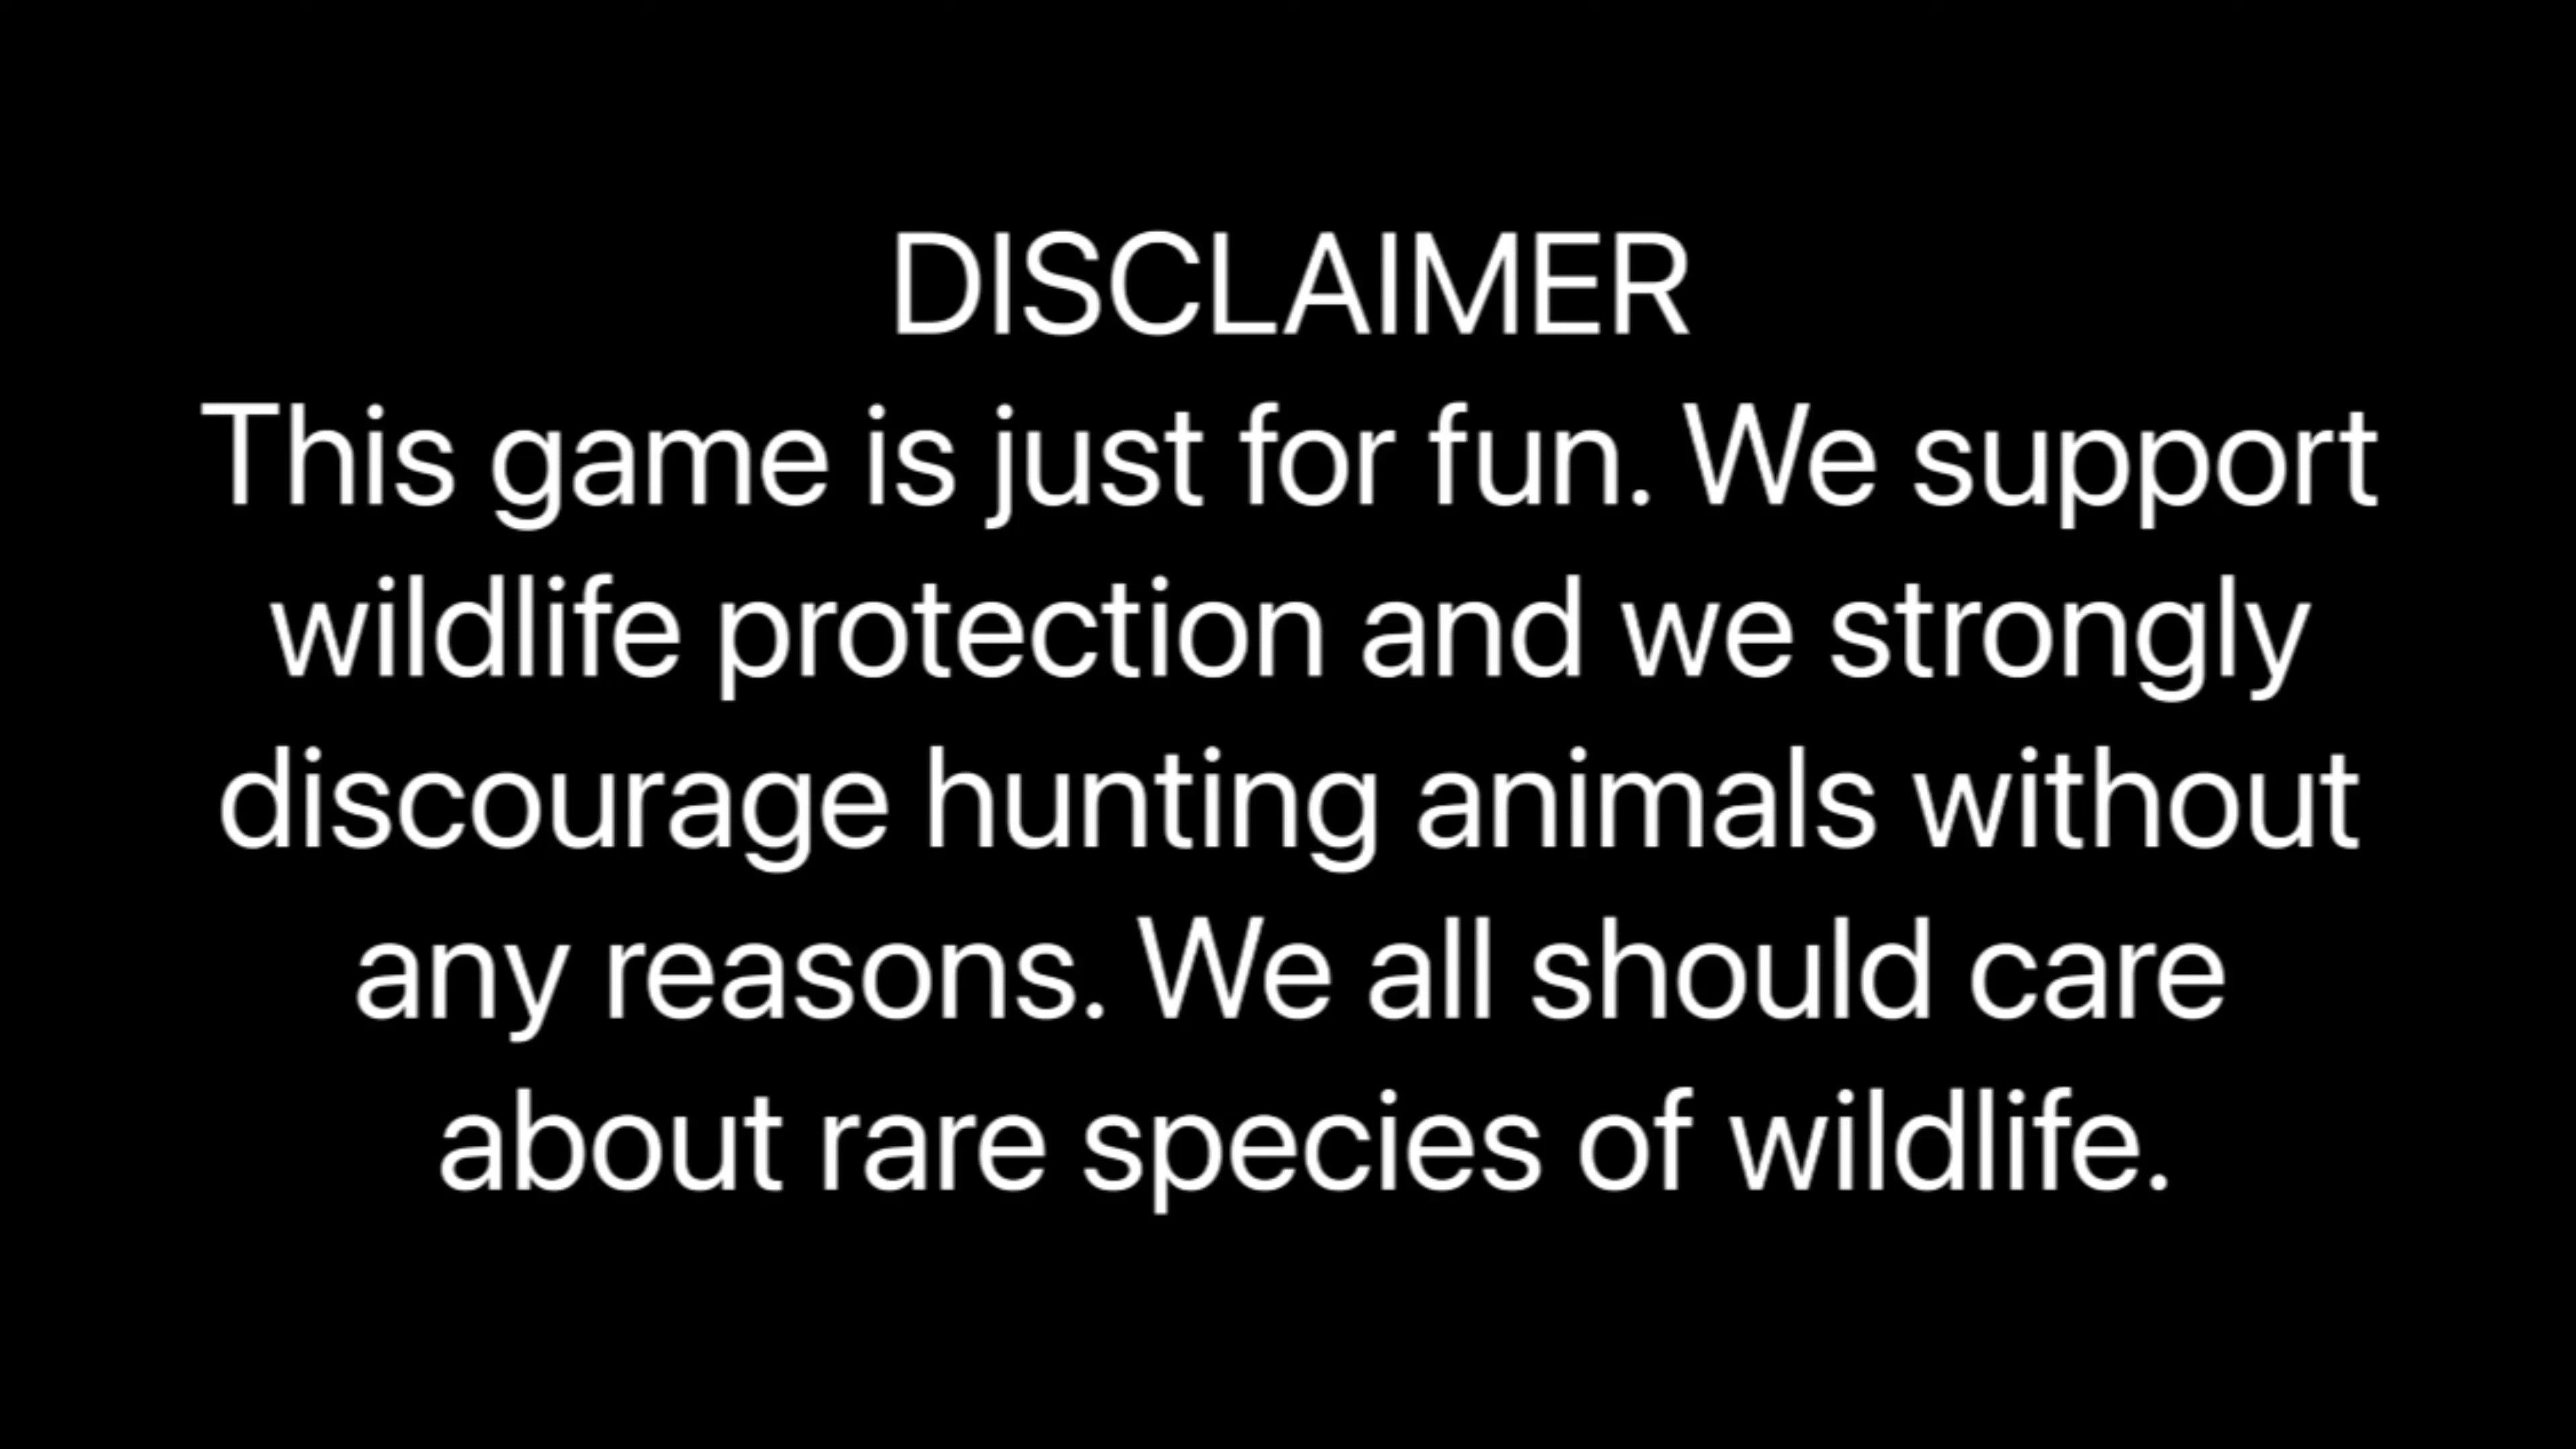 DISCLAIMER
This game is just for fun. We support
wildlife protection and we strongly
discourage hunting animals without
any reasons. We all should care
about rare species of wildlife.